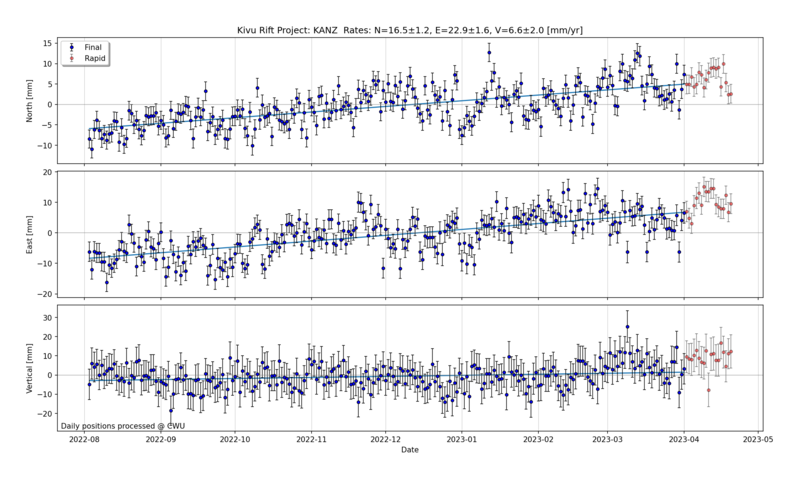 Kivu Rift Project: KANZ  Rates: N=16.5±1.2, E=22.9±1.6, V=6.6±2.0 [mm/yr]
Final
Rapid
North [mm]
15
10
5
0
−5
−10
East [mm]
20
10
0
−10
−20
Vertical [mm]
30
20
10
0
−10
−20
Daily positions processed @ CWU
2022-08 2022-09 2022-10 2022-11 2022-12 2023-01 2023-02 2023-03 2023-04 2023-05
Date